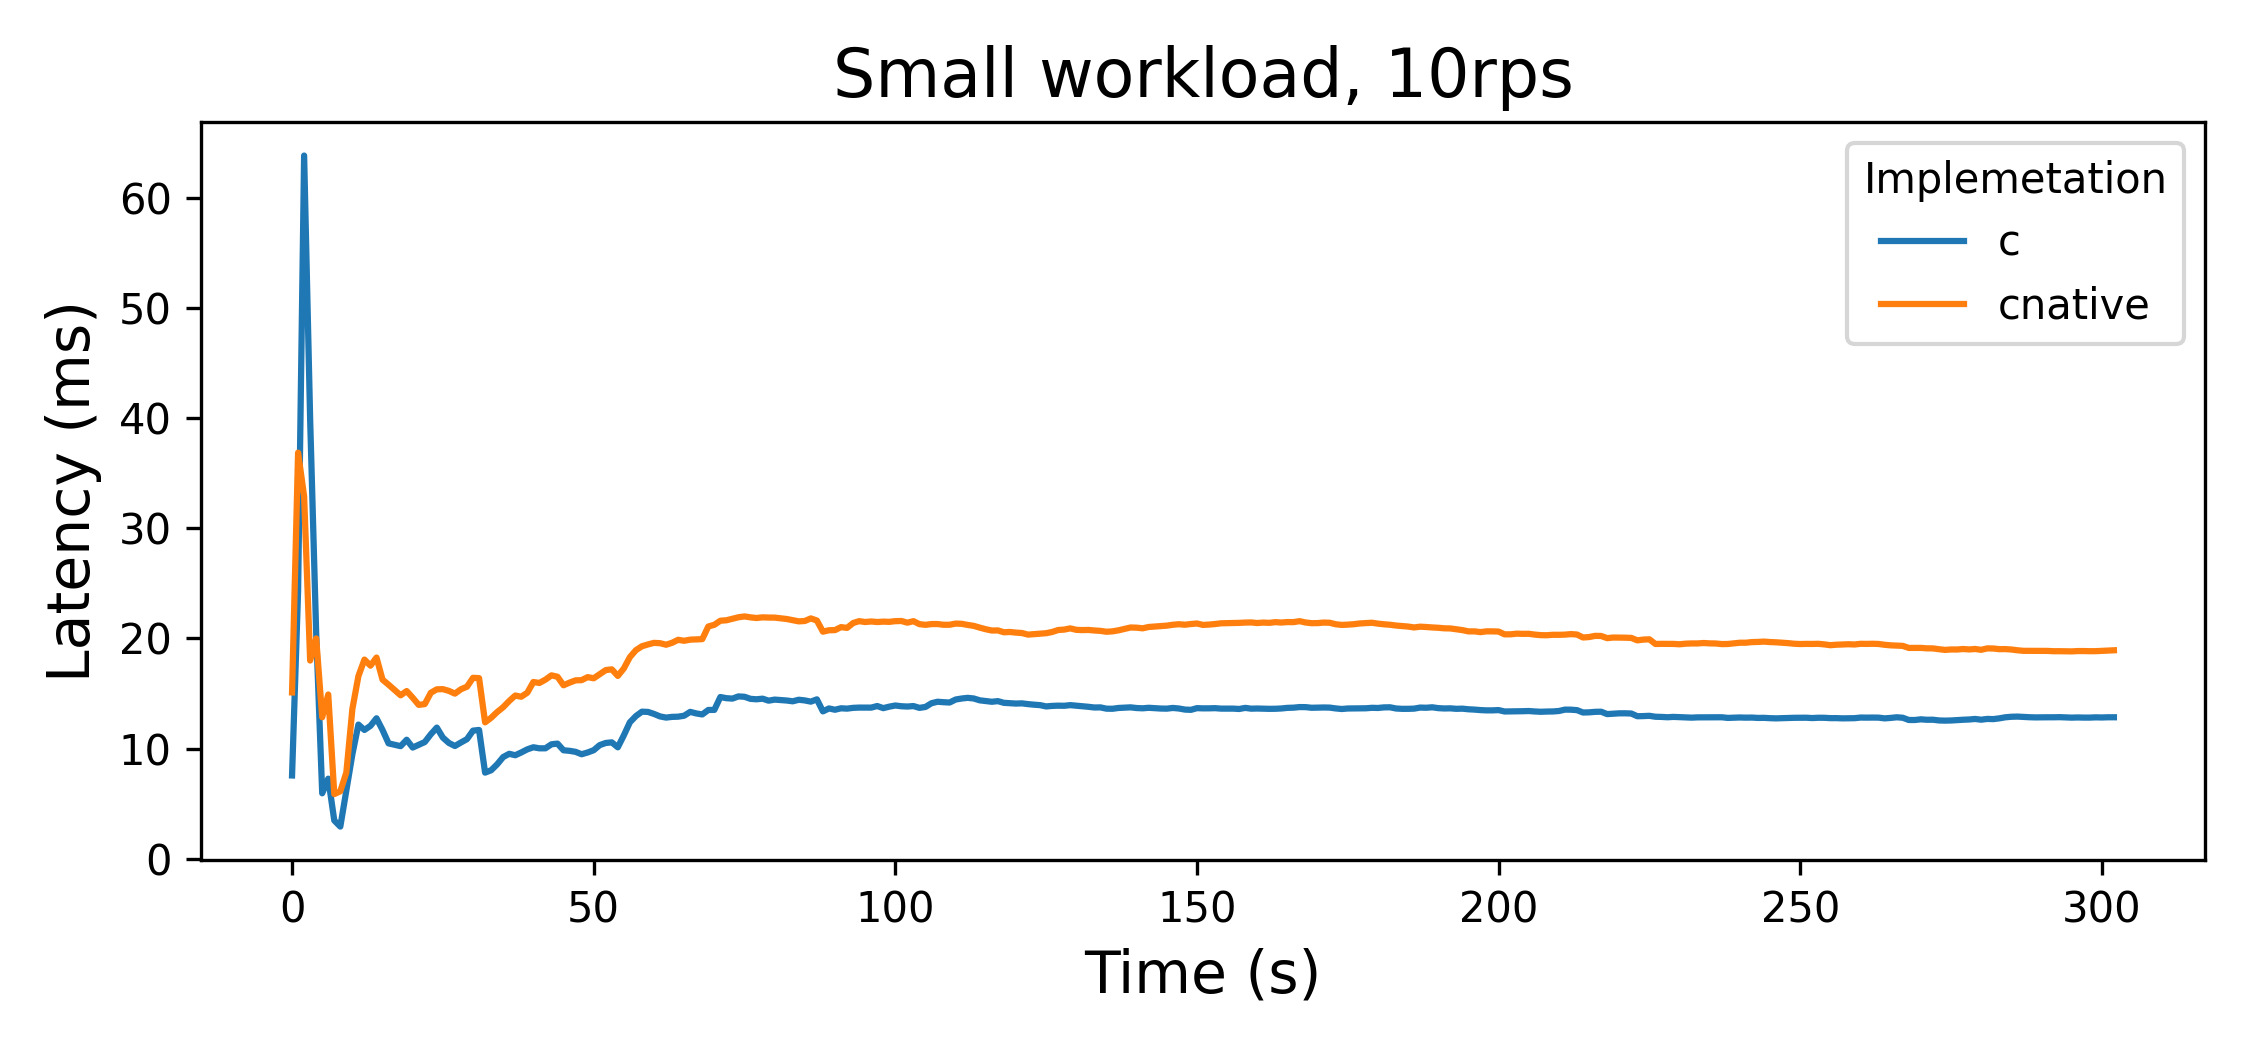 Small workload, 10rps
Implemetation
c
cnative
Latency (ms)
60
50
40
30
20
10
0
0 50 100 150 200 250 300
Time (s)